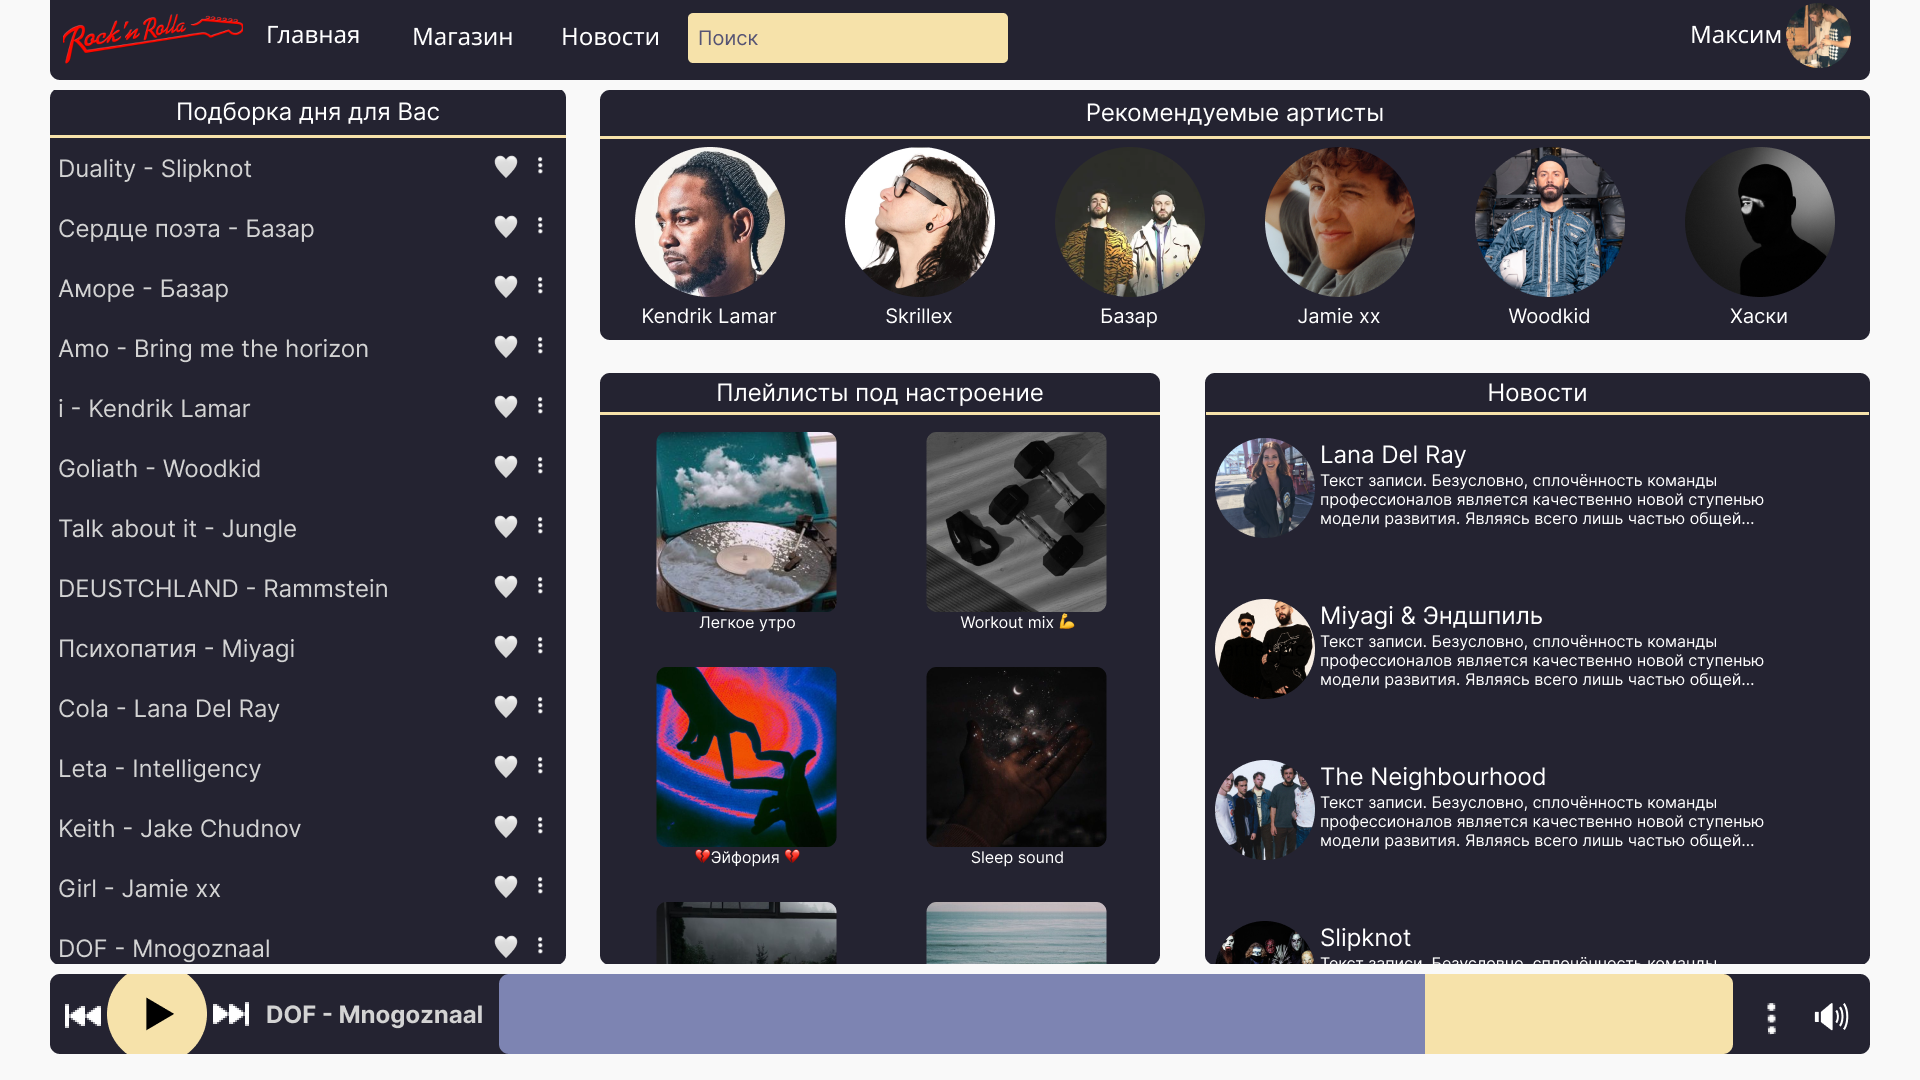 Rock'n Rolla
Главная
Магазин
Новости
Поиск
Максим
Подборка дня для Вас
Duality - Slipknot
Сердце поэта - Базар
Аморе - Базар
Amo - Bring me the horizon
i - Kendrik Lamar
Goliath - Woodkid
Talk about it - Jungle
DEUSTCHLAND - Rammstein
Психопатия - Miyagi
Cola - Lana Del Ray
Leta - Intelligency
Keith - Jake Chudnov
Girl - Jamie xx
DOF - Mnogoznaal
Рекомендуемые артисты
Kendrik Lamar
Skrillex
Базар
Jamie xx
Woodkid
Хаски
Плейлисты под настроение
Легкое утро
Workout mix 💪
💔Эйфория 💔
Sleep sound
Новости
Lana Del Ray
Текст записи. Безусловно, сплочённость команды
профессионалов является качественно новой ступенью
модели развития. Являясь всего лишь частью общей...
Miyagi & Эндшпиль
Текст записи. Безусловно, сплочённость команды
профессионалов является качественно новой ступенью
модели развития. Являясь всего лишь частью общей...
The Neighbourhood
Текст записи. Безусловно, сплочённость команды
профессионалов является качественно новой ступенью
модели развития. Являясь всего лишь частью общей...
Slipknot
Текст записи. Безусловно, сплочённость команды
DOF - Mnogoznaal